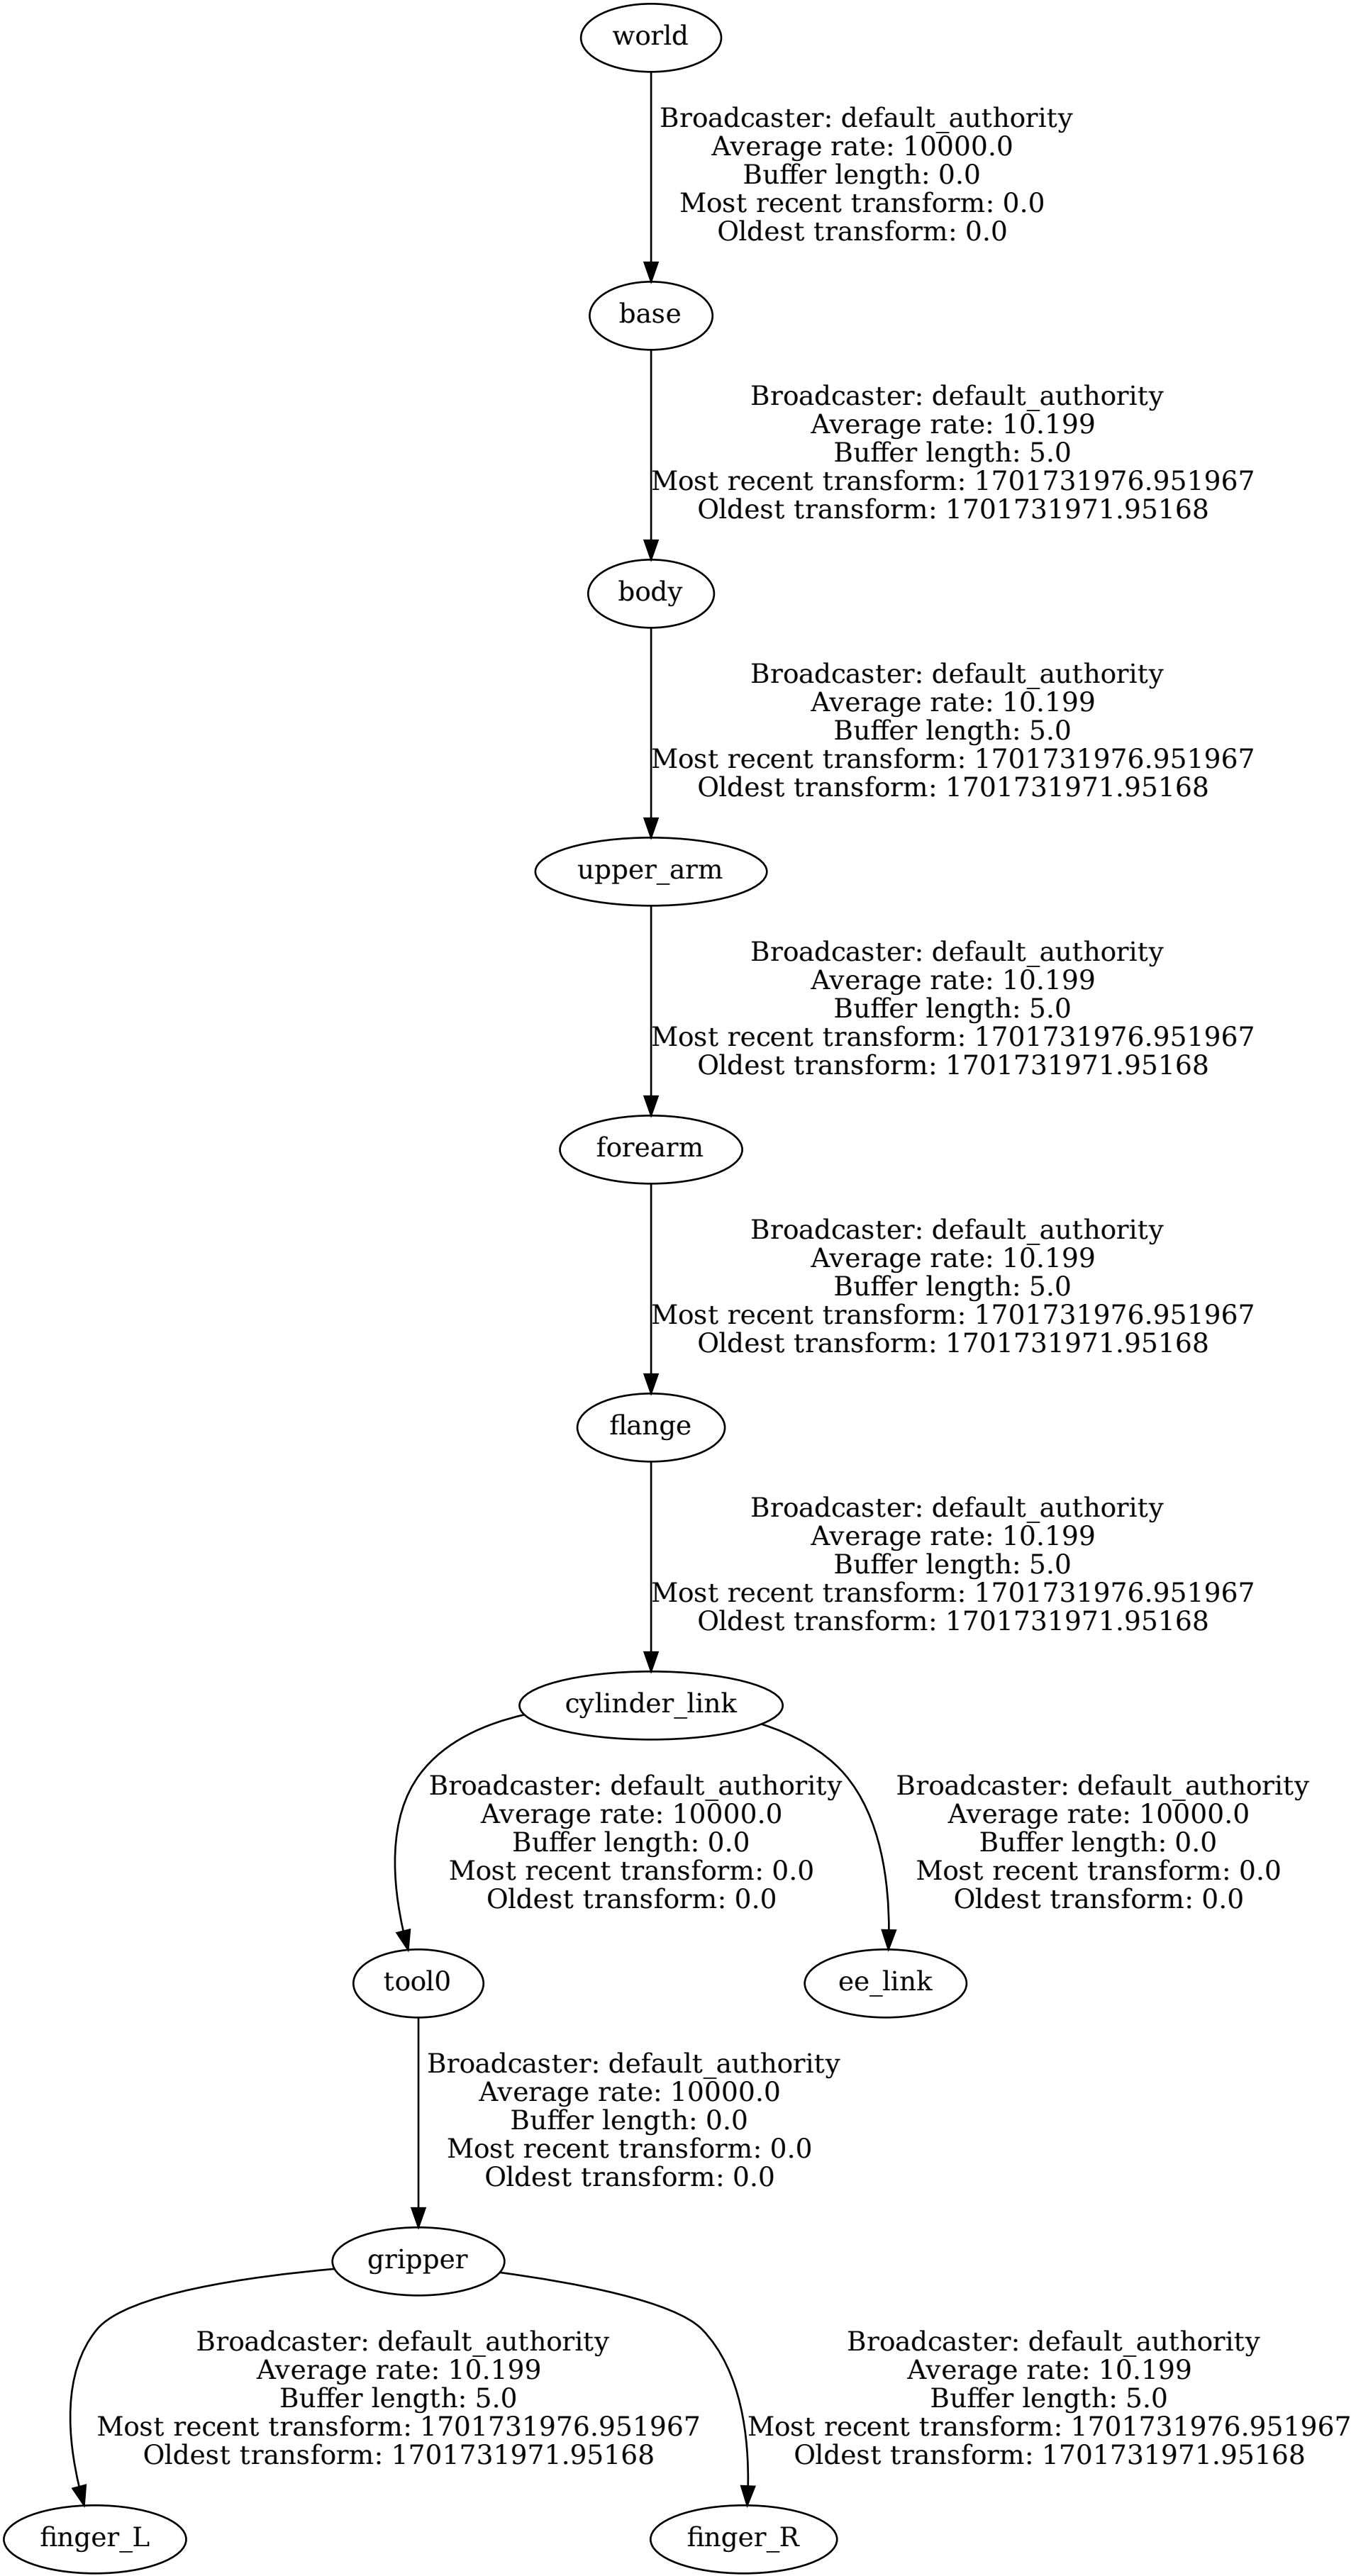 world
Broadcaster: default_authority
Average rate: 10000.0
Buffer length: 0.0
Most recent transform: 0.0
Oldest transform: 0.0
base
Broadcaster: default_authority
Average rate: 10.199
Buffer length: 5.0
Most recent transform: 1701731976.951967
Oldest transform: 1701731971.95168
body
Broadcaster: default_authority
Average rate: 10.199
Buffer length: 5.0
Most recent transform: 1701731976.951967
Oldest transform: 1701731971.95168
upper_arm
Broadcaster: default_authority
Average rate: 10.199
Buffer length: 5.0
Most recent transform: 1701731976.951967
Oldest transform: 1701731971.95168
forearm
Broadcaster: default_authority
Average rate: 10.199
Buffer length: 5.0
Most recent transform: 1701731976.951967
Oldest transform: 1701731971.95168
flange
Broadcaster: default_authority
Average rate: 10.199
Buffer length: 5.0
Most recent transform: 1701731976.951967
Oldest transform: 1701731971.95168
cylinder_link
Broadcaster: default_authority
Average rate: 10000.0
Buffer length: 0.0
Most recent transform: 0.0
Oldest transform: 0.0
Broadcaster: default_authority
Average rate: 10000.0
Buffer length: 0.0
Most recent transform: 0.0
Oldest transform: 0.0
tool0
ee_link
Broadcaster: default_authority
Average rate: 10000.0
Buffer length: 0.0
Most recent transform: 0.0
Oldest transform: 0.0
gripper
Broadcaster: default_authority
Average rate: 10.199
Buffer length: 5.0
Most recent transform: 1701731976.951967
Oldest transform: 1701731971.95168
Broadcaster: default_authority
Average rate: 10.199
Buffer length: 5.0
Most recent transform: 1701731976.951967
Oldest transform: 1701731971.95168
finger_L
finger_R